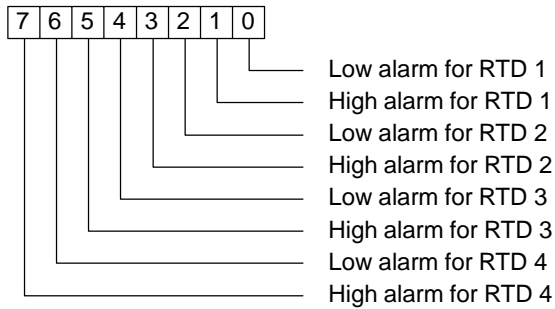 7 6 5 4 3 2 1 0
Low alarm for RTD 1
High alarm for RTD 1
Low alarm for RTD 2
High alarm for RTD 2
Low alarm for RTD 3
High alarm for RTD 3
Low alarm for RTD 4
High alarm for RTD 4